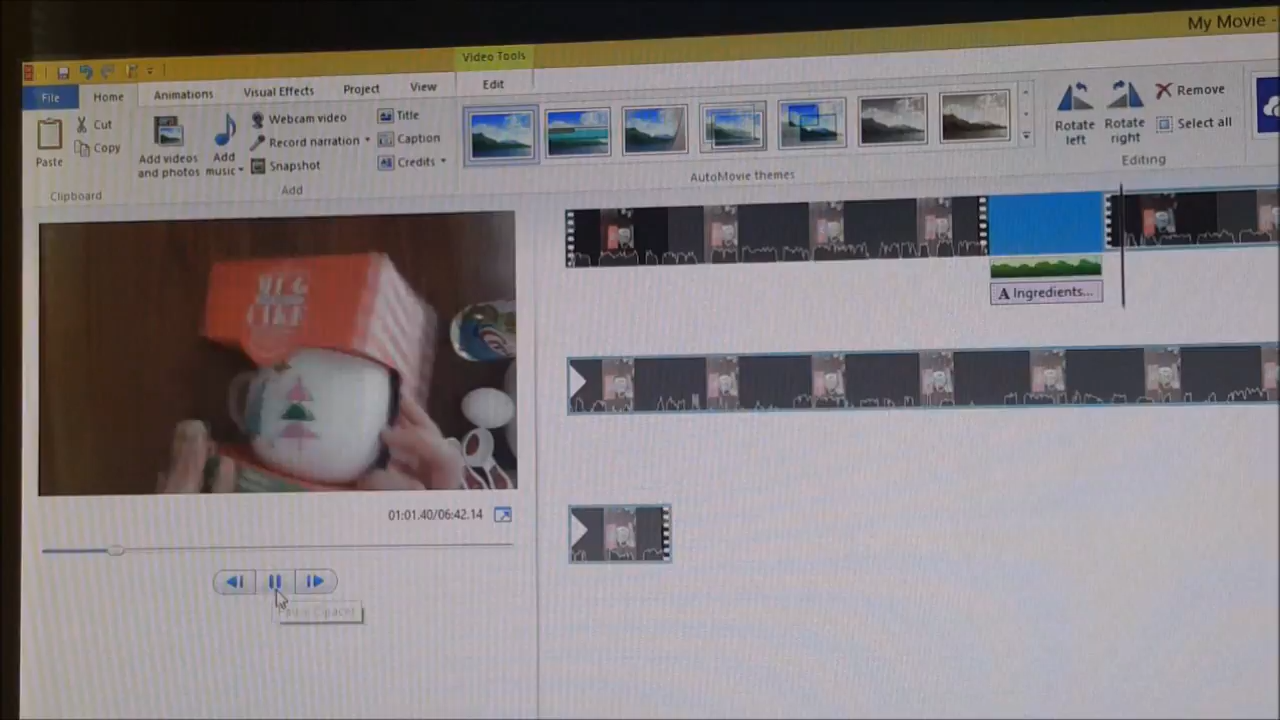 My Movie -
Video Tools
File
Home
Animations
Visual Effects
Project
View
Edit
Paste
Cut
Copy
Clipboard
Add videos
and photos
Add
music
Webcam video
Record narration
Snapshot
Title
Caption
Credits
Add
AutoMovie themes
Rotate
left
Rotate
right
Remove
Select all
Editing
MUG
CAKE
A Ingredients...
01:01.40/06:42.14